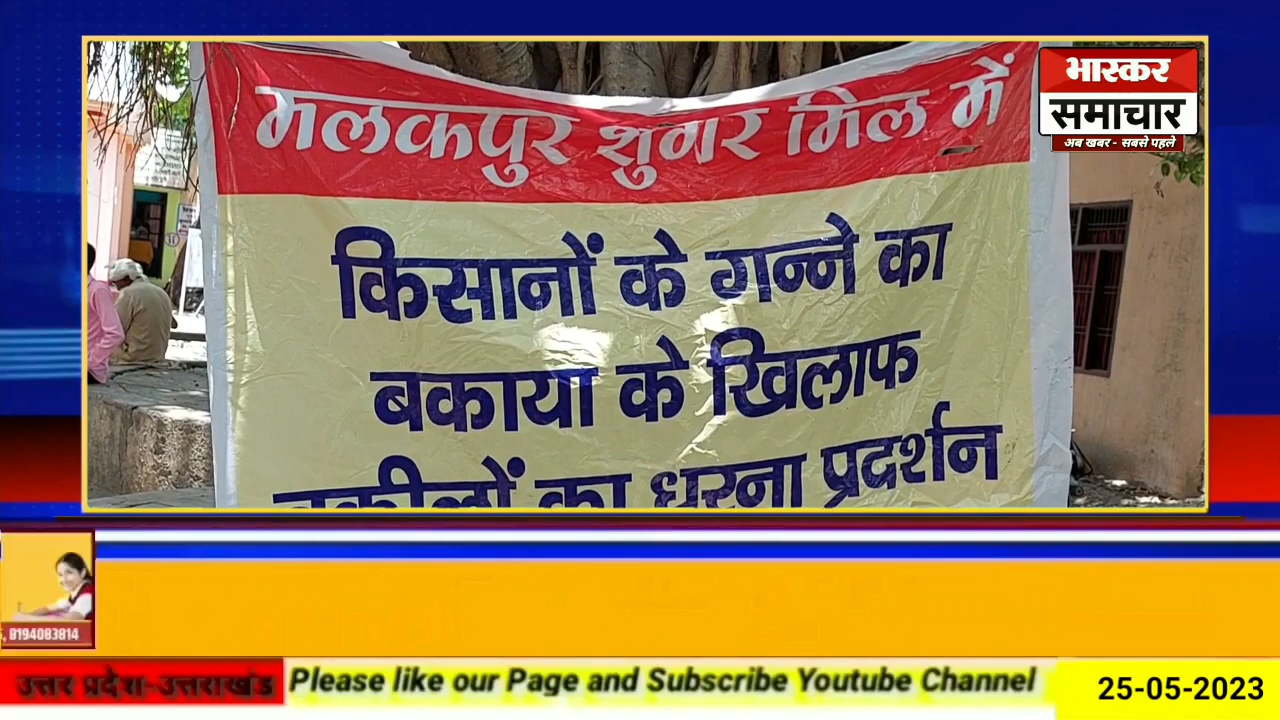 भास्कर
समाचार
अब खबर - सबसे पहले
मलकपुर शुगर मिल में
किसानों के गन्ने का
बकाया के खिलाफ
वकीलों का धरना प्रदर्शन
8194083814
उत्तर प्रदेश-उत्तराखंड
Please like our Page and Subscribe Youtube Channel
25-05-2023